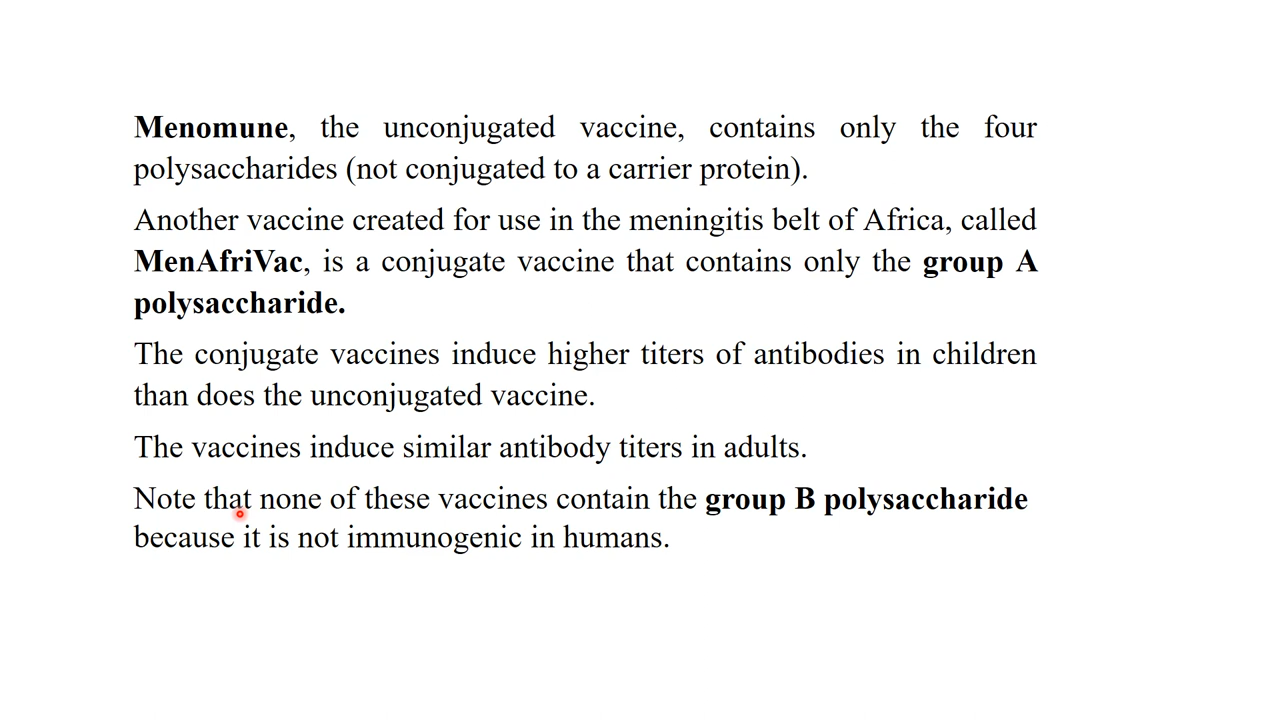 Menomune, the unconjugated vaccine, contains only the four
polysaccharides (not conjugated to a carrier protein).
Another vaccine created for use in the meningitis belt of Africa, called
MenAfriVac, is a conjugate vaccine that contains only the group A
polysaccharide.
The conjugate vaccines induce higher titers of antibodies in children
than does the unconjugated vaccine.
The vaccines induce similar antibody titers in adults.
Note that none of these vaccines contain the group B polysaccharide
because it is not immunogenic in humans.